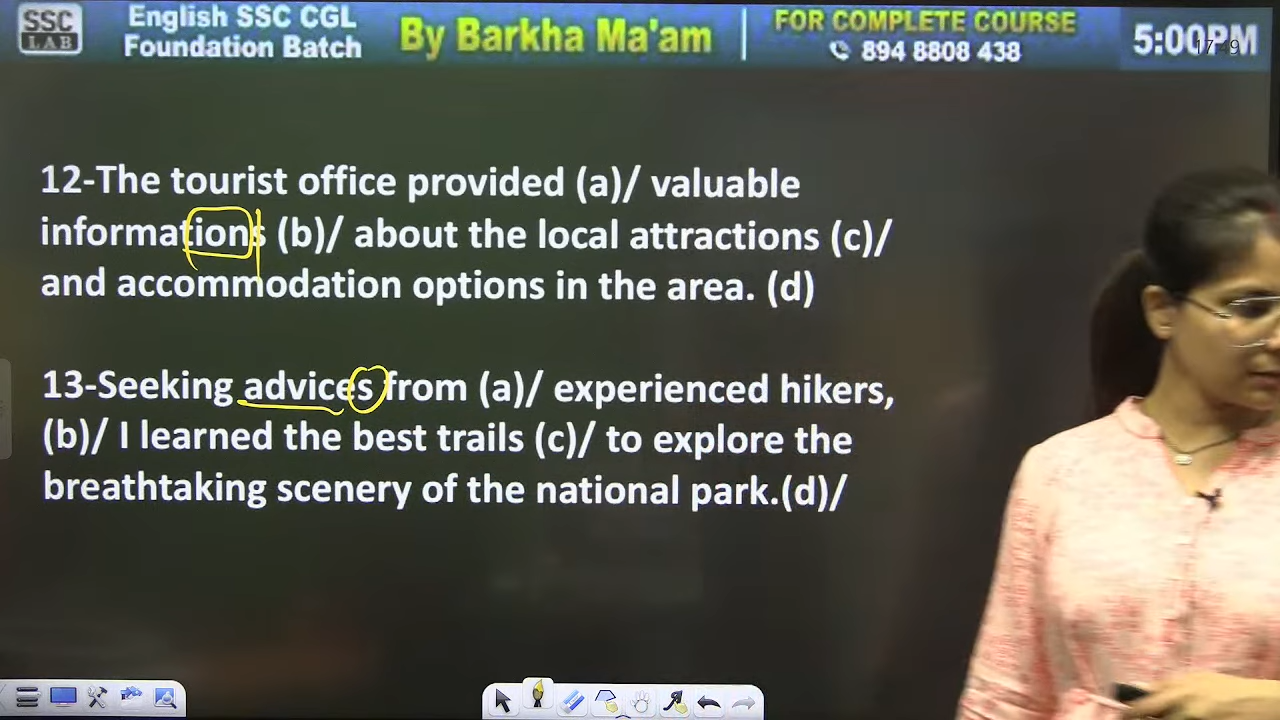 SSC
LAB
English SSC CGL
Foundation Batch
By Barkha Ma'am
FOR COMPLETE COURSE
894 8808 438
5:00PM
17:49
12-The tourist office provided (a)/ valuable
informations (b)/ about the local attractions (c)/
and accommodation options in the area. (d)
13-Seeking advices from (a)/ experienced hikers,
(b)/ I learned the best trails (c)/ to explore the
breathtaking scenery of the national park.(d)/